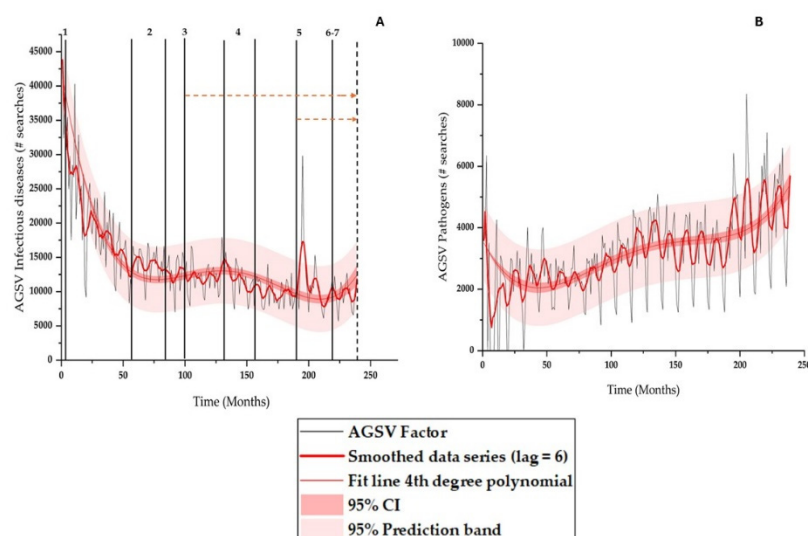 A
B
1 2 3 4 5 6-7
45000
40000
35000
30000
25000
20000
15000
10000
5000
0
AGSV Infectious diseases (# searches)
0 50 100 150 200 250
Time (Months)
10000
8000
6000
4000
2000
0
AGSV Pathogens (# searches)
0 50 100 150 200 250
Time (Months)
AGSV Factor
Smoothed data series (lag = 6)
Fit line 4th degree polynomial
95% CI
95% Prediction band